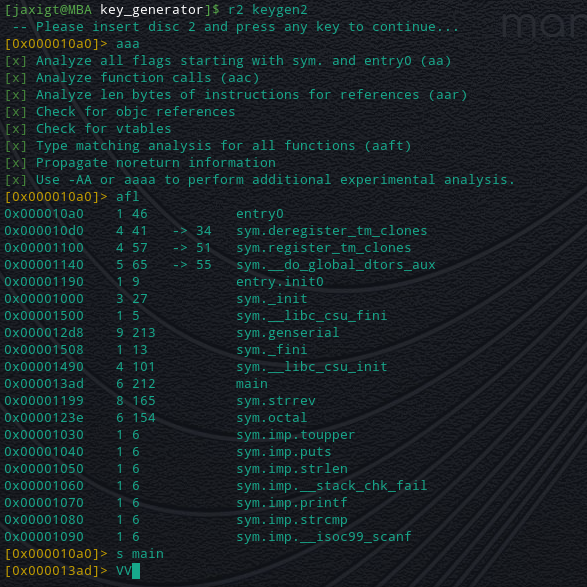 [jaxigt@MBA key_generator]$ r2 keygen2
 -- Please insert disc 2 and press any key to continue...
[0x000010a0]> aaa
[x] Analyze all flags starting with sym. and entry0 (aa)
[x] Analyze function calls (aac)
[x] Analyze len bytes of instructions for references (aar)
[x] Check for objc references
[x] Check for vtables
[x] Type matching analysis for all functions (aaft)
[x] Propagate noreturn information
[x] Use -AA or aaaa to perform additional experimental analysis.
[0x000010a0]> afl
0x000010a0    1 46           entry0
0x000010d0    4 41   -> 34   sym.deregister_tm_clones
0x00001100    4 57   -> 51   sym.register_tm_clones
0x00001140    5 65   -> 55   sym.__do_global_dtors_aux
0x00001190    1 9            entry.init0
0x00001000    3 27           sym._init
0x00001500    1 5            sym.__libc_csu_fini
0x000012d8    9 213          sym.genserial
0x00001508    1 13           sym._fini
0x00001490    4 101          sym.__libc_csu_init
0x000013ad    6 212          main
0x00001199    8 165          sym.strrev
0x0000123e    6 154          sym.octal
0x00001030    1 6            sym.imp.toupper
0x00001040    1 6            sym.imp.puts
0x00001050    1 6            sym.imp.strlen
0x00001060    1 6            sym.imp.__stack_chk_fail
0x00001070    1 6            sym.imp.printf
0x00001080    1 6            sym.imp.strcmp
0x00001090    1 6            sym.imp.__isoc99_scanf
[0x000010a0]> s main
[0x000013ad]> VV